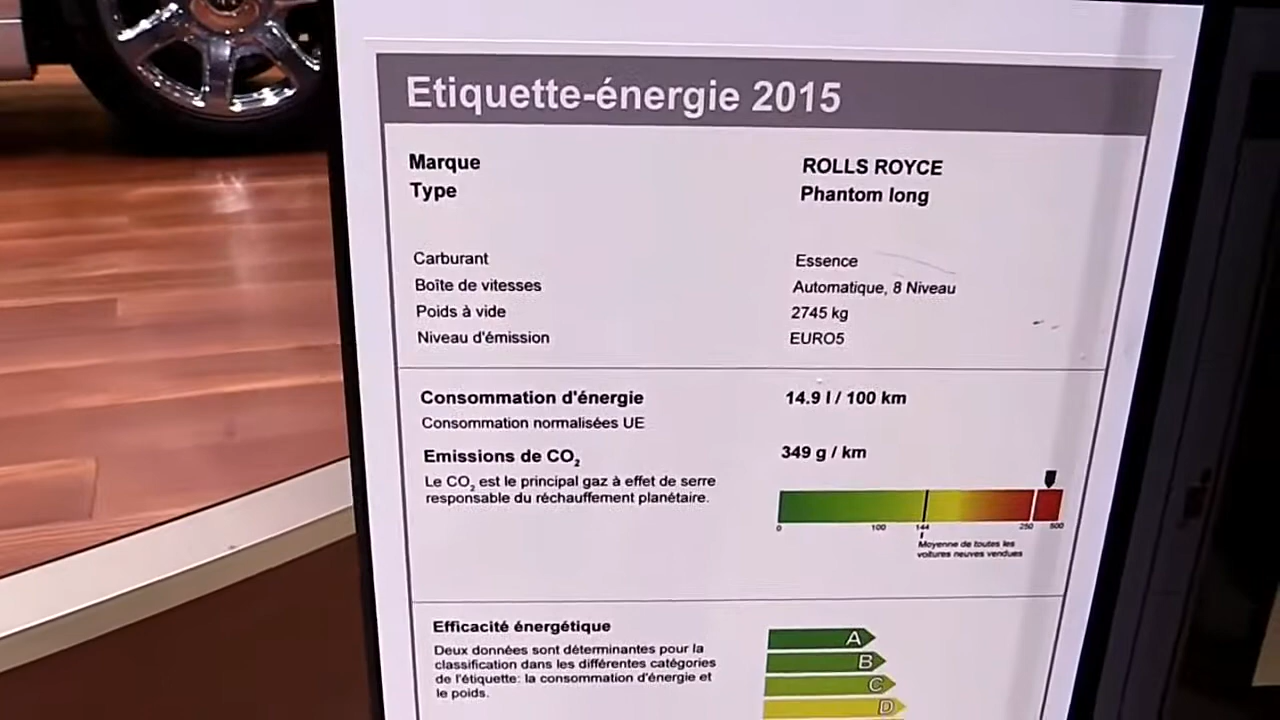 Etiquette-énergie 2015
Marque ROLLS ROYCE
Type Phantom long
Carburant Essence
Boîte de vitesses Automatique, 8 Niveau
Poids à vide 2745 kg
Niveau d'émission EURO5
Consommation d'énergie 14.9 l / 100 km
Consommation normalisées UE
Emissions de CO₂ 349 g / km
Le CO₂ est le principal gaz à effet de serre
responsable du réchauffement planétaire.
0 100 144 250 500
Moyenne de toutes les
voitures neuves vendues
Efficacité énergétique
Deux données sont déterminantes pour la
classification dans les différentes catégories
de l'étiquette: la consommation d'énergie et
le poids.
A
B
C
D